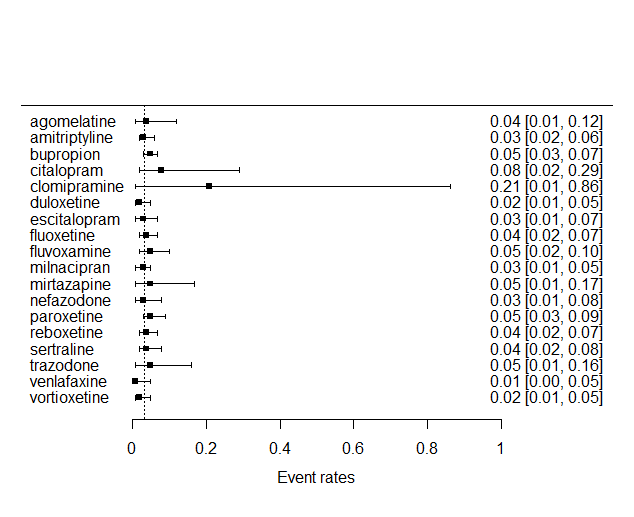 agomelatine 0.04 [0.01, 0.12]
amitriptyline 0.03 [0.02, 0.06]
bupropion 0.05 [0.03, 0.07]
citalopram 0.08 [0.02, 0.29]
clomipramine 0.21 [0.01, 0.86]
duloxetine 0.02 [0.01, 0.05]
escitalopram 0.03 [0.01, 0.07]
fluoxetine 0.04 [0.02, 0.07]
fluvoxamine 0.05 [0.02, 0.10]
milnacipran 0.03 [0.01, 0.05]
mirtazapine 0.05 [0.01, 0.17]
nefazodone 0.03 [0.01, 0.08]
paroxetine 0.05 [0.03, 0.09]
reboxetine 0.04 [0.02, 0.07]
sertraline 0.04 [0.02, 0.08]
trazodone 0.05 [0.01, 0.16]
venlafaxine 0.01 [0.00, 0.05]
vortioxetine 0.02 [0.01, 0.05]
0 0.2 0.4 0.6 0.8 1
Event rates